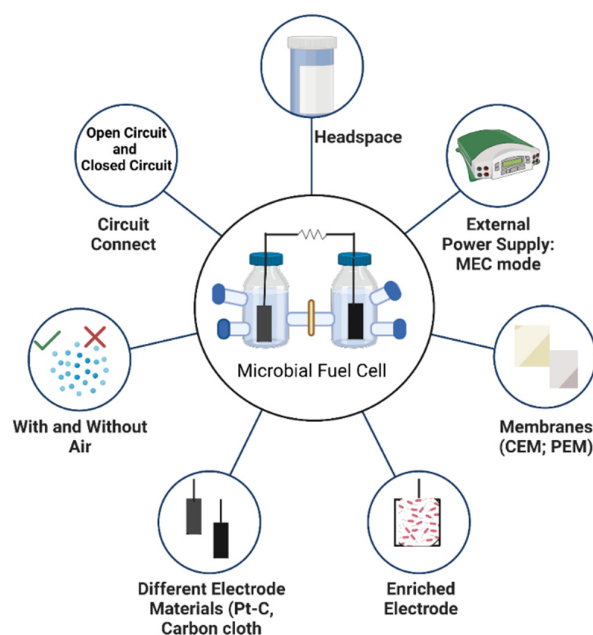 Headspace
Open Circuit
and
Closed Circuit
Circuit
Connect
External
Power Supply:
MEC mode
Microbial Fuel Cell
With and Without
Air
Membranes
(CEM; PEM)
Different Electrode
Materials (Pt-C,
Carbon cloth
Enriched
Electrode